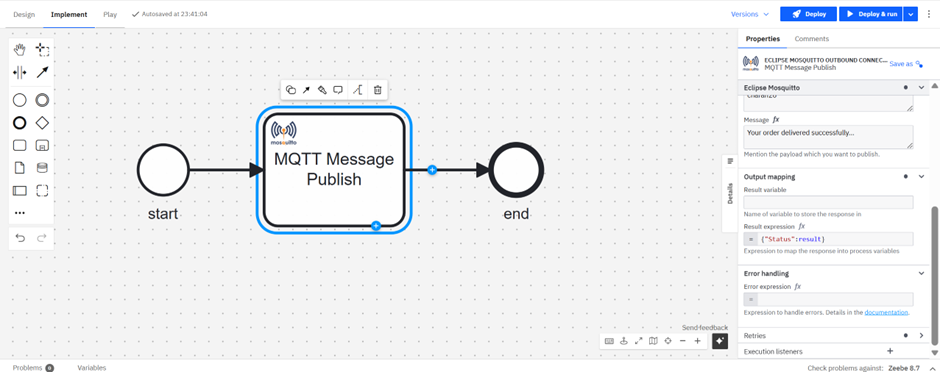 Design Implement Play Autosaved at 23:41:04 Versions Deploy Deploy & run
Properties Comments
ECLIPSE MOSQUITTO OUTBOUND CONNEC... Save as
MQTT Message Publish
Eclipse Mosquitto
Message fx
Your order delivered successfully...
Mention the payload which you want to publish.
Output mapping
Result variable
Name of variable to store the response in
Result expression fx
= {"Status":result}
Expression to map the response into process variables
Error handling
Error expression fx
=
Expression to handle errors. Details in the documentation.
Retries
Execution listeners
Details
mosquitto
MQTT Message
Publish
start
end
Send feedback
Problems 0 Variables Check problems against: Zeebe 8.7